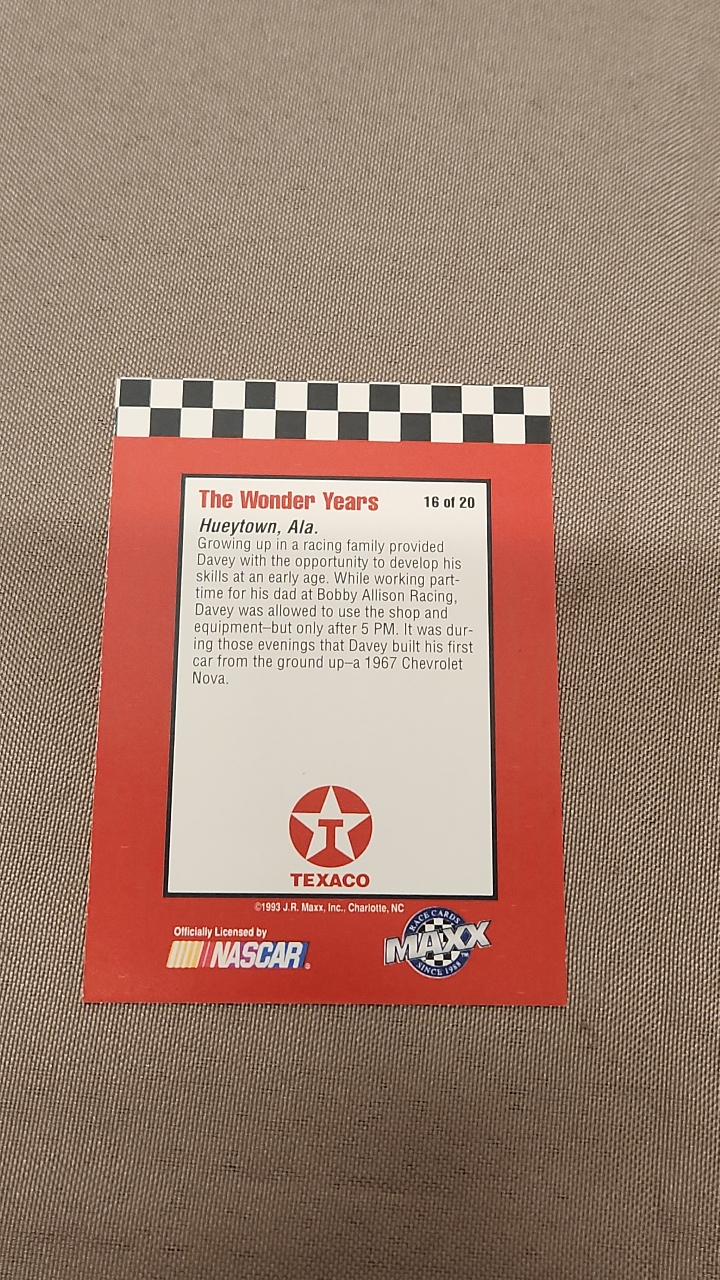 The Wonder Years 16 of 20
Hueytown, Ala.
Growing up in a racing family provided
Davey with the opportunity to develop his
skills at an early age. While working part-
time for his dad at Bobby Allison Racing,
Davey was allowed to use the shop and
equipment–but only after 5 PM. It was dur-
ing those evenings that Davey built his first
car from the ground up–a 1967 Chevrolet
Nova.
T
TEXACO
©1993 J.R. Maxx, Inc., Charlotte, NC
Officially Licensed by
NASCAR®
RACE CARDS
MAXX
SINCE 1988